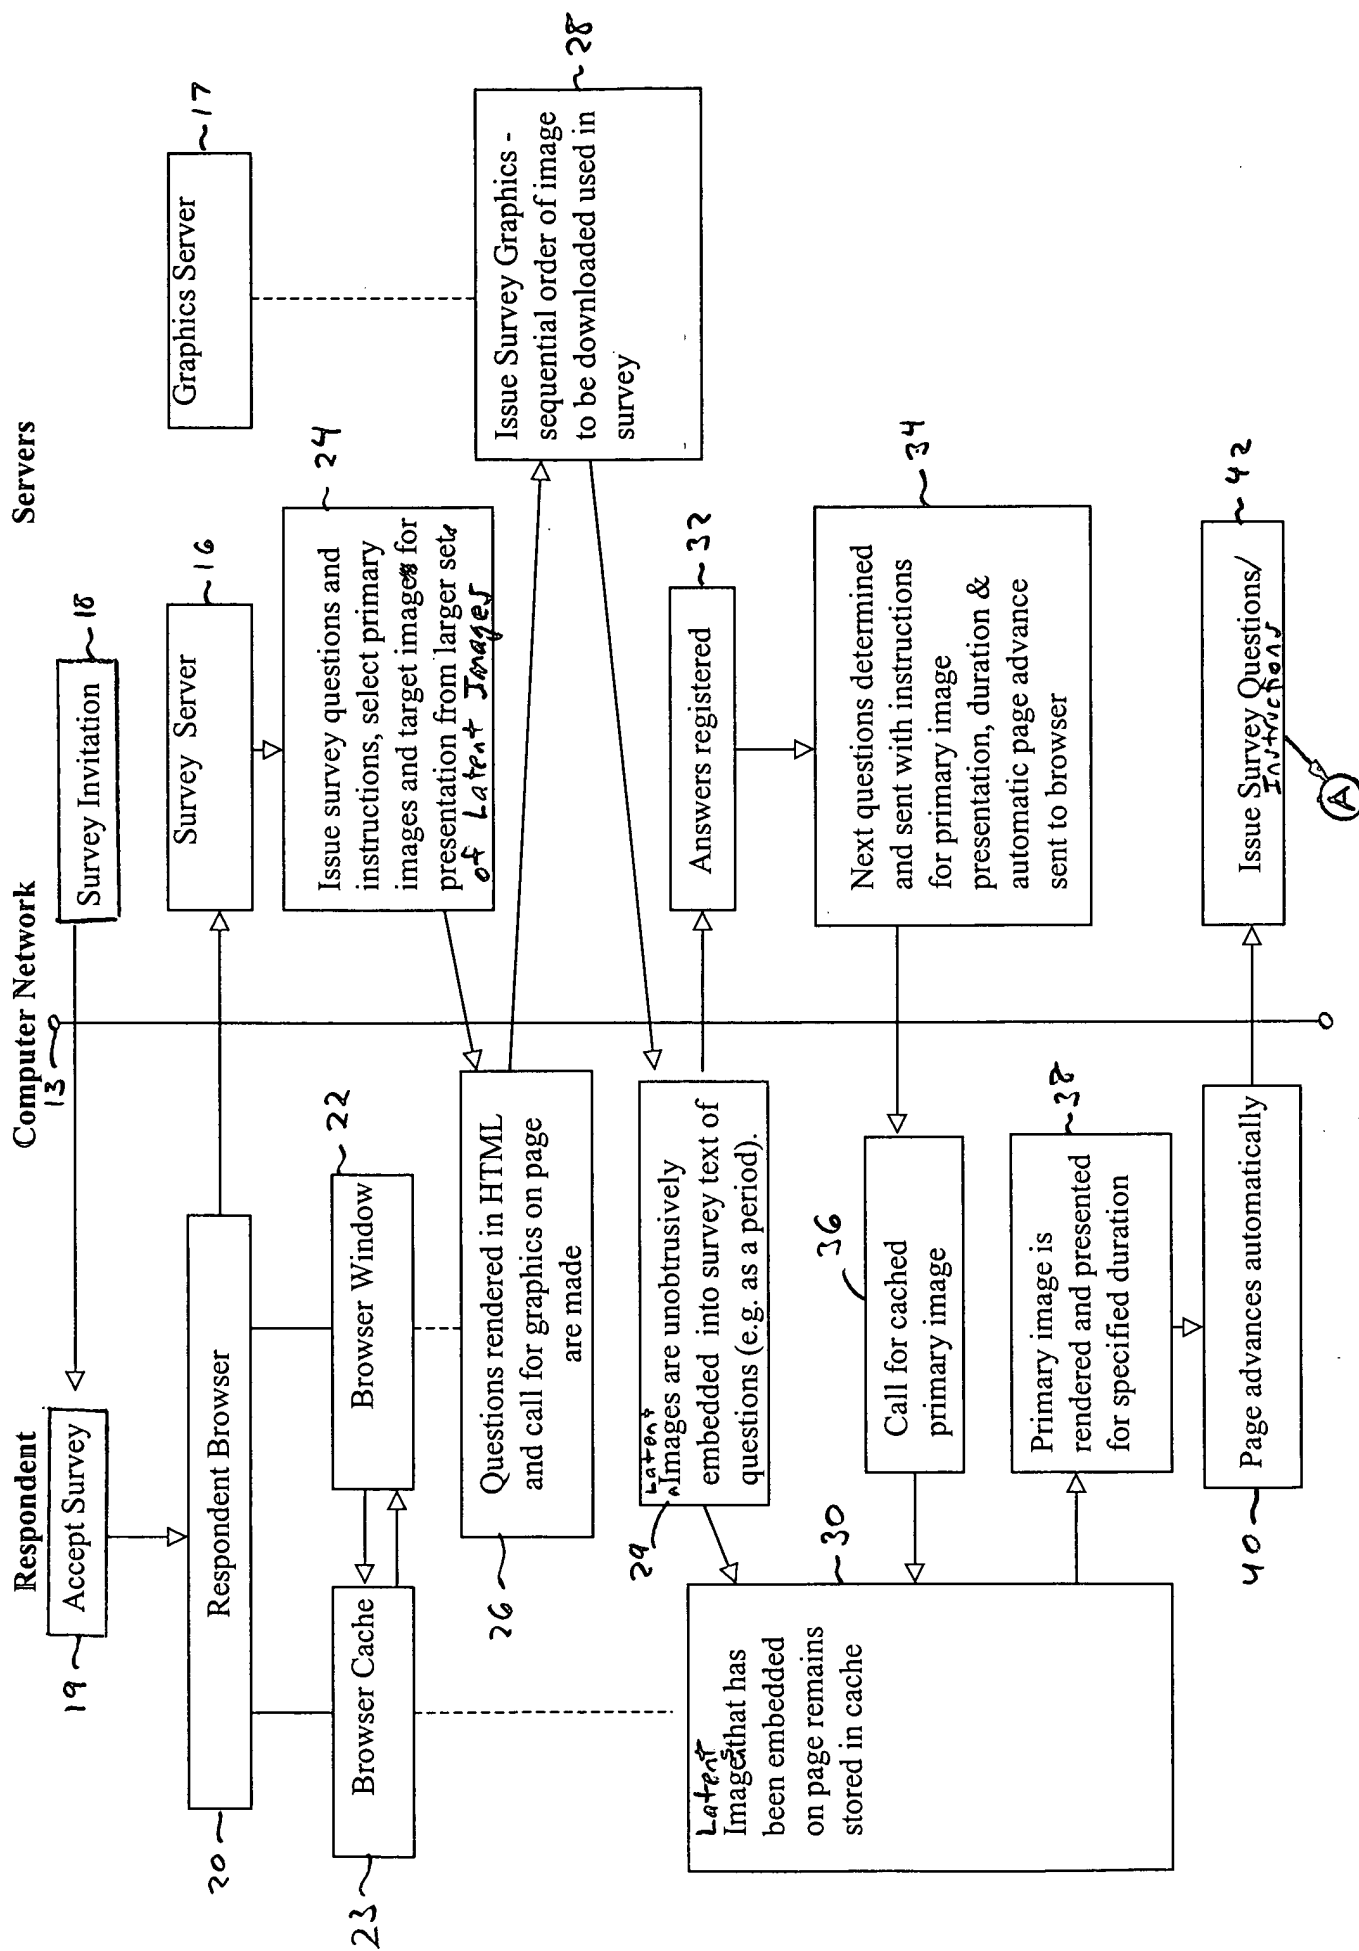 Respondent
Computer Network
Servers
13
Accept Survey
19
Survey Invitation
18
Respondent Browser
20
Survey Server
16
Graphics Server
17
Browser Cache
23
Browser Window
22
Issue survey questions and
instructions, select primary
images and target images for
presentation from larger sets
of Latent Images
24
Questions rendered in HTML
and call for graphics on page
are made
26
Issue Survey Graphics -
sequential order of image
to be downloaded used in
survey
28
Latent
Images are unobtrusively
embedded into survey text of
questions (e.g. as a period).
29
Latent
Images that has
been embedded
on page remains
stored in cache
30
Answers registered
32
Next questions determined
and sent with instructions
for primary image
presentation, duration &
automatic page advance
sent to browser
34
Call for cached
primary image
36
Primary image is
rendered and presented
for specified duration
38
Page advances automatically
40
Issue Survey Questions/
Instructions
42
A